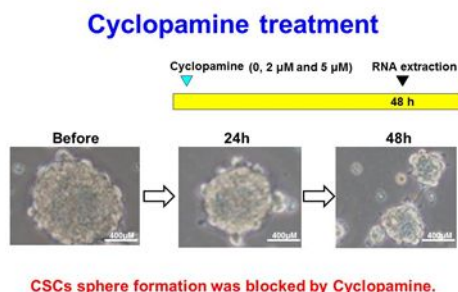 Cyclopamine treatment
Cyclopamine (0, 2 µM and 5 µM) RNA extraction
48 h
Before 24h 48h
400µM 400µM 400µM
CSCs sphere formation was blocked by Cyclopamine.